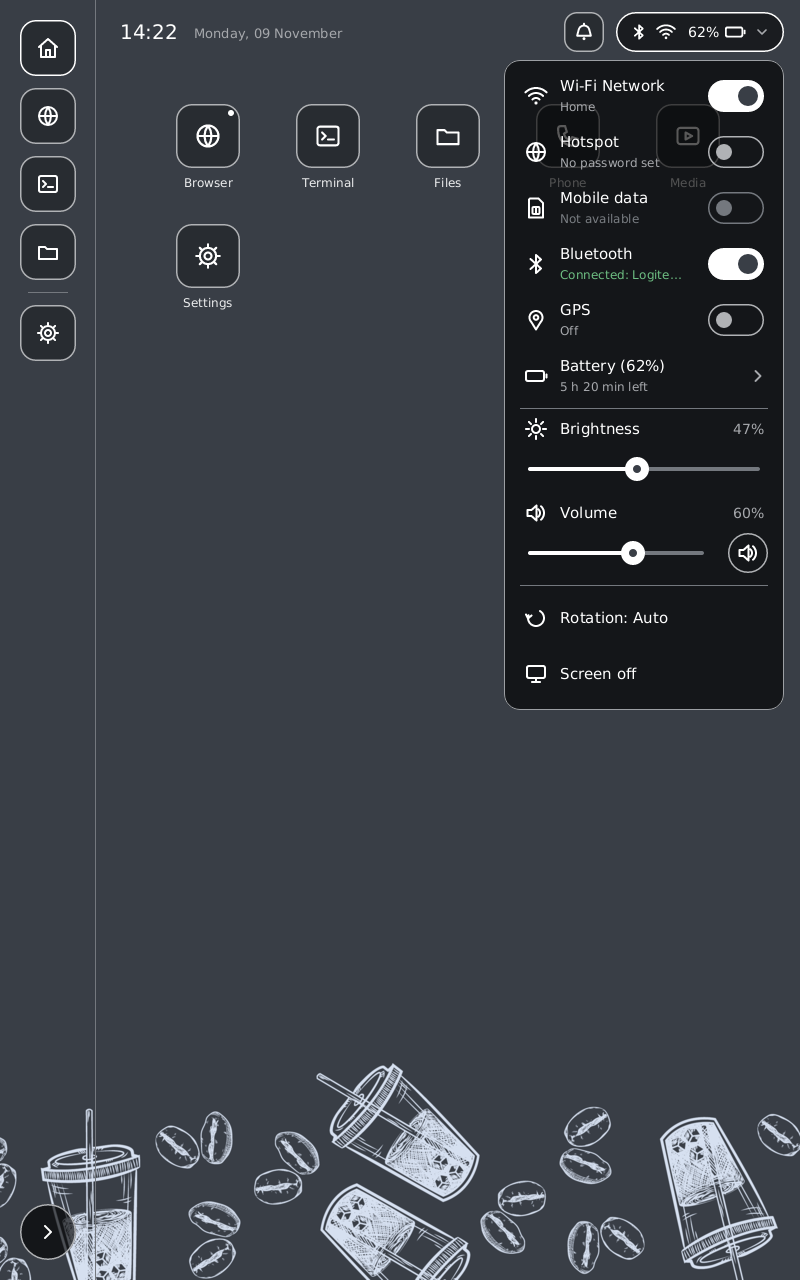 14:22 Monday, 09 November
62%
Wi-Fi Network
Home
Hotspot
No password set
Mobile data
Not available
Bluetooth
Connected: Logite…
GPS
Off
Battery (62%)
5 h 20 min left
Brightness 47%
Volume 60%
Rotation: Auto
Screen off
Browser Terminal Files Phone Media
Settings